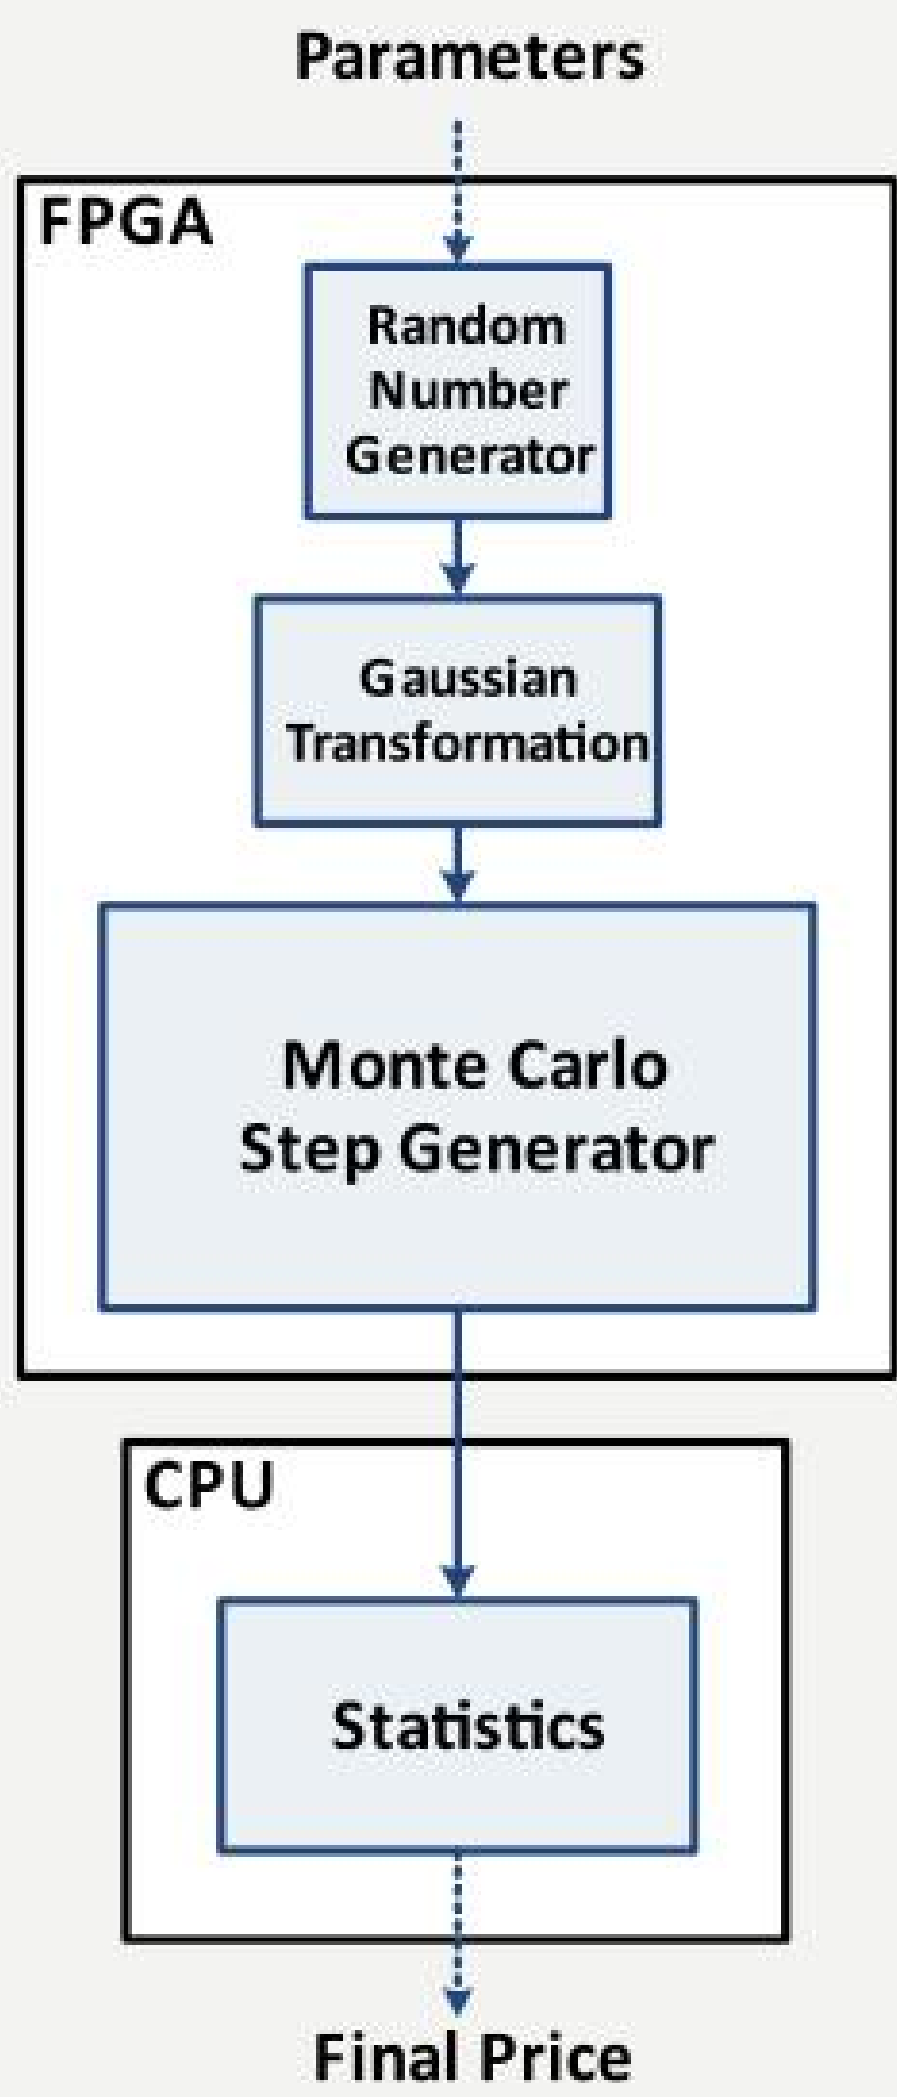 Parameters
FPGA
Random
Number
Generator
Gaussian
Transformation
Monte Carlo
Step Generator
CPU
Statistics
Final Price